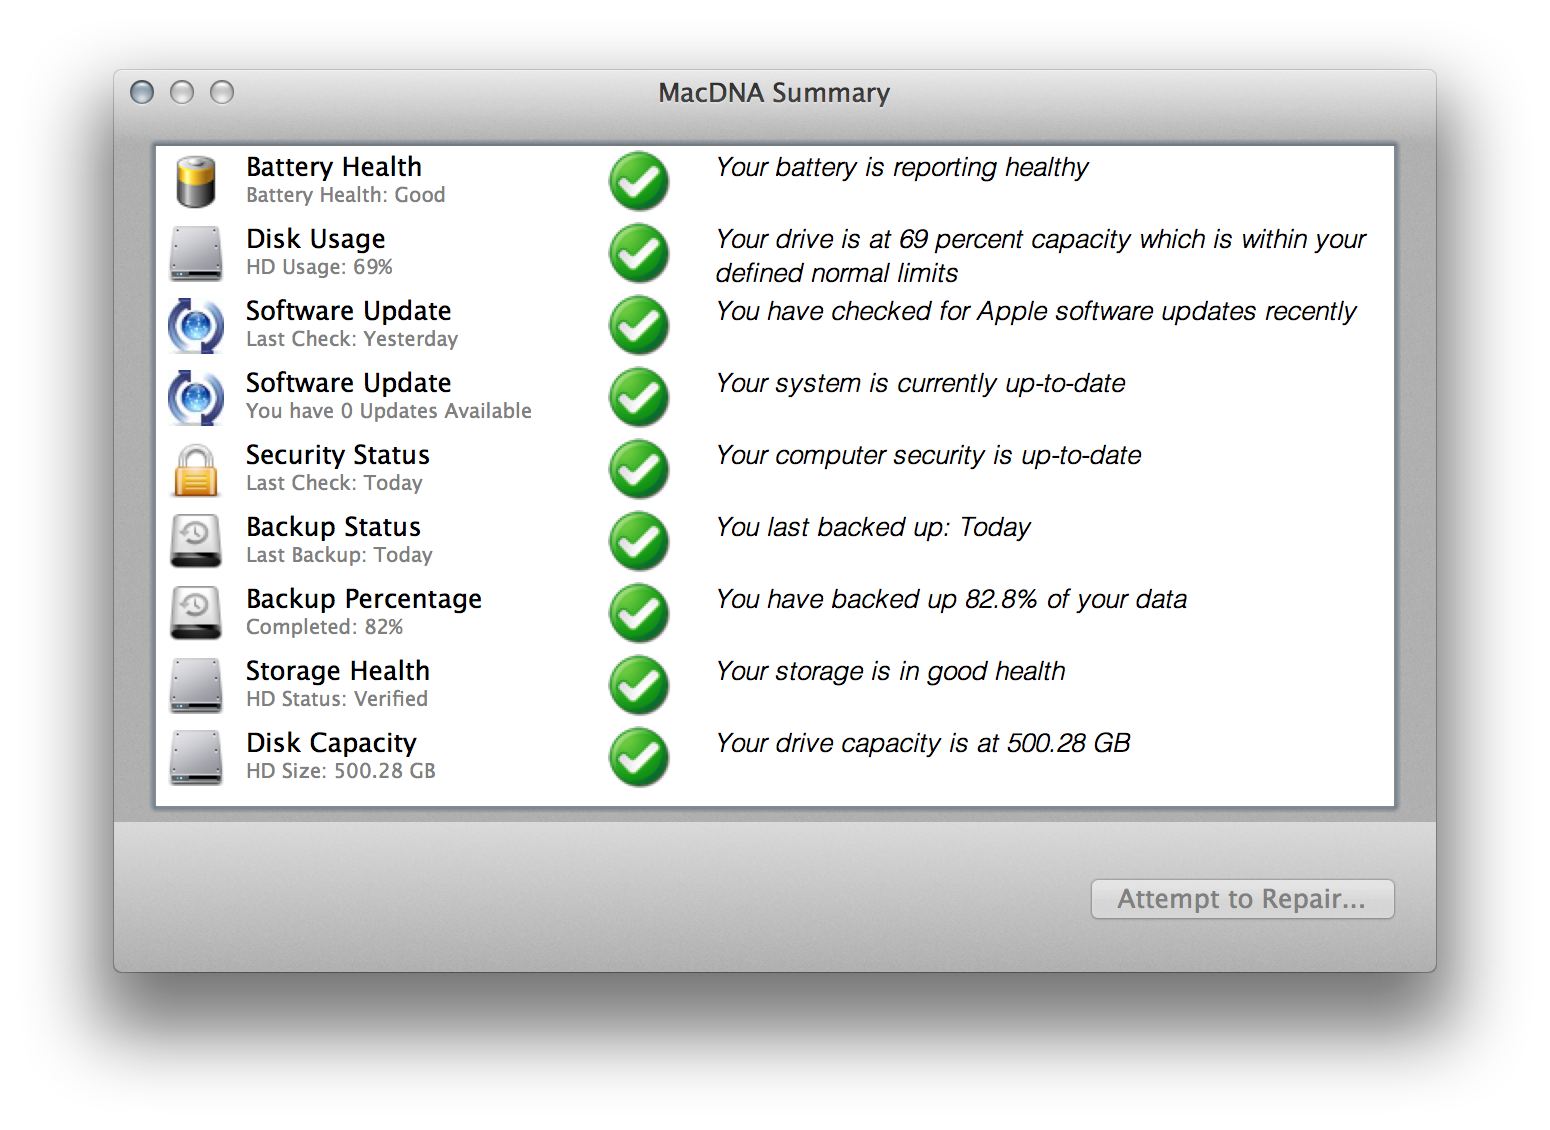 MacDNA Summary
Battery Health
Battery Health: Good
Your battery is reporting healthy
Disk Usage
HD Usage: 69%
Your drive is at 69 percent capacity which is within your
defined normal limits
Software Update
Last Check: Yesterday
You have checked for Apple software updates recently
Software Update
You have 0 Updates Available
Your system is currently up-to-date
Security Status
Last Check: Today
Your computer security is up-to-date
Backup Status
Last Backup: Today
You last backed up: Today
Backup Percentage
Completed: 82%
You have backed up 82.8% of your data
Storage Health
HD Status: Verified
Your storage is in good health
Disk Capacity
HD Size: 500.28 GB
Your drive capacity is at 500.28 GB
Attempt to Repair...